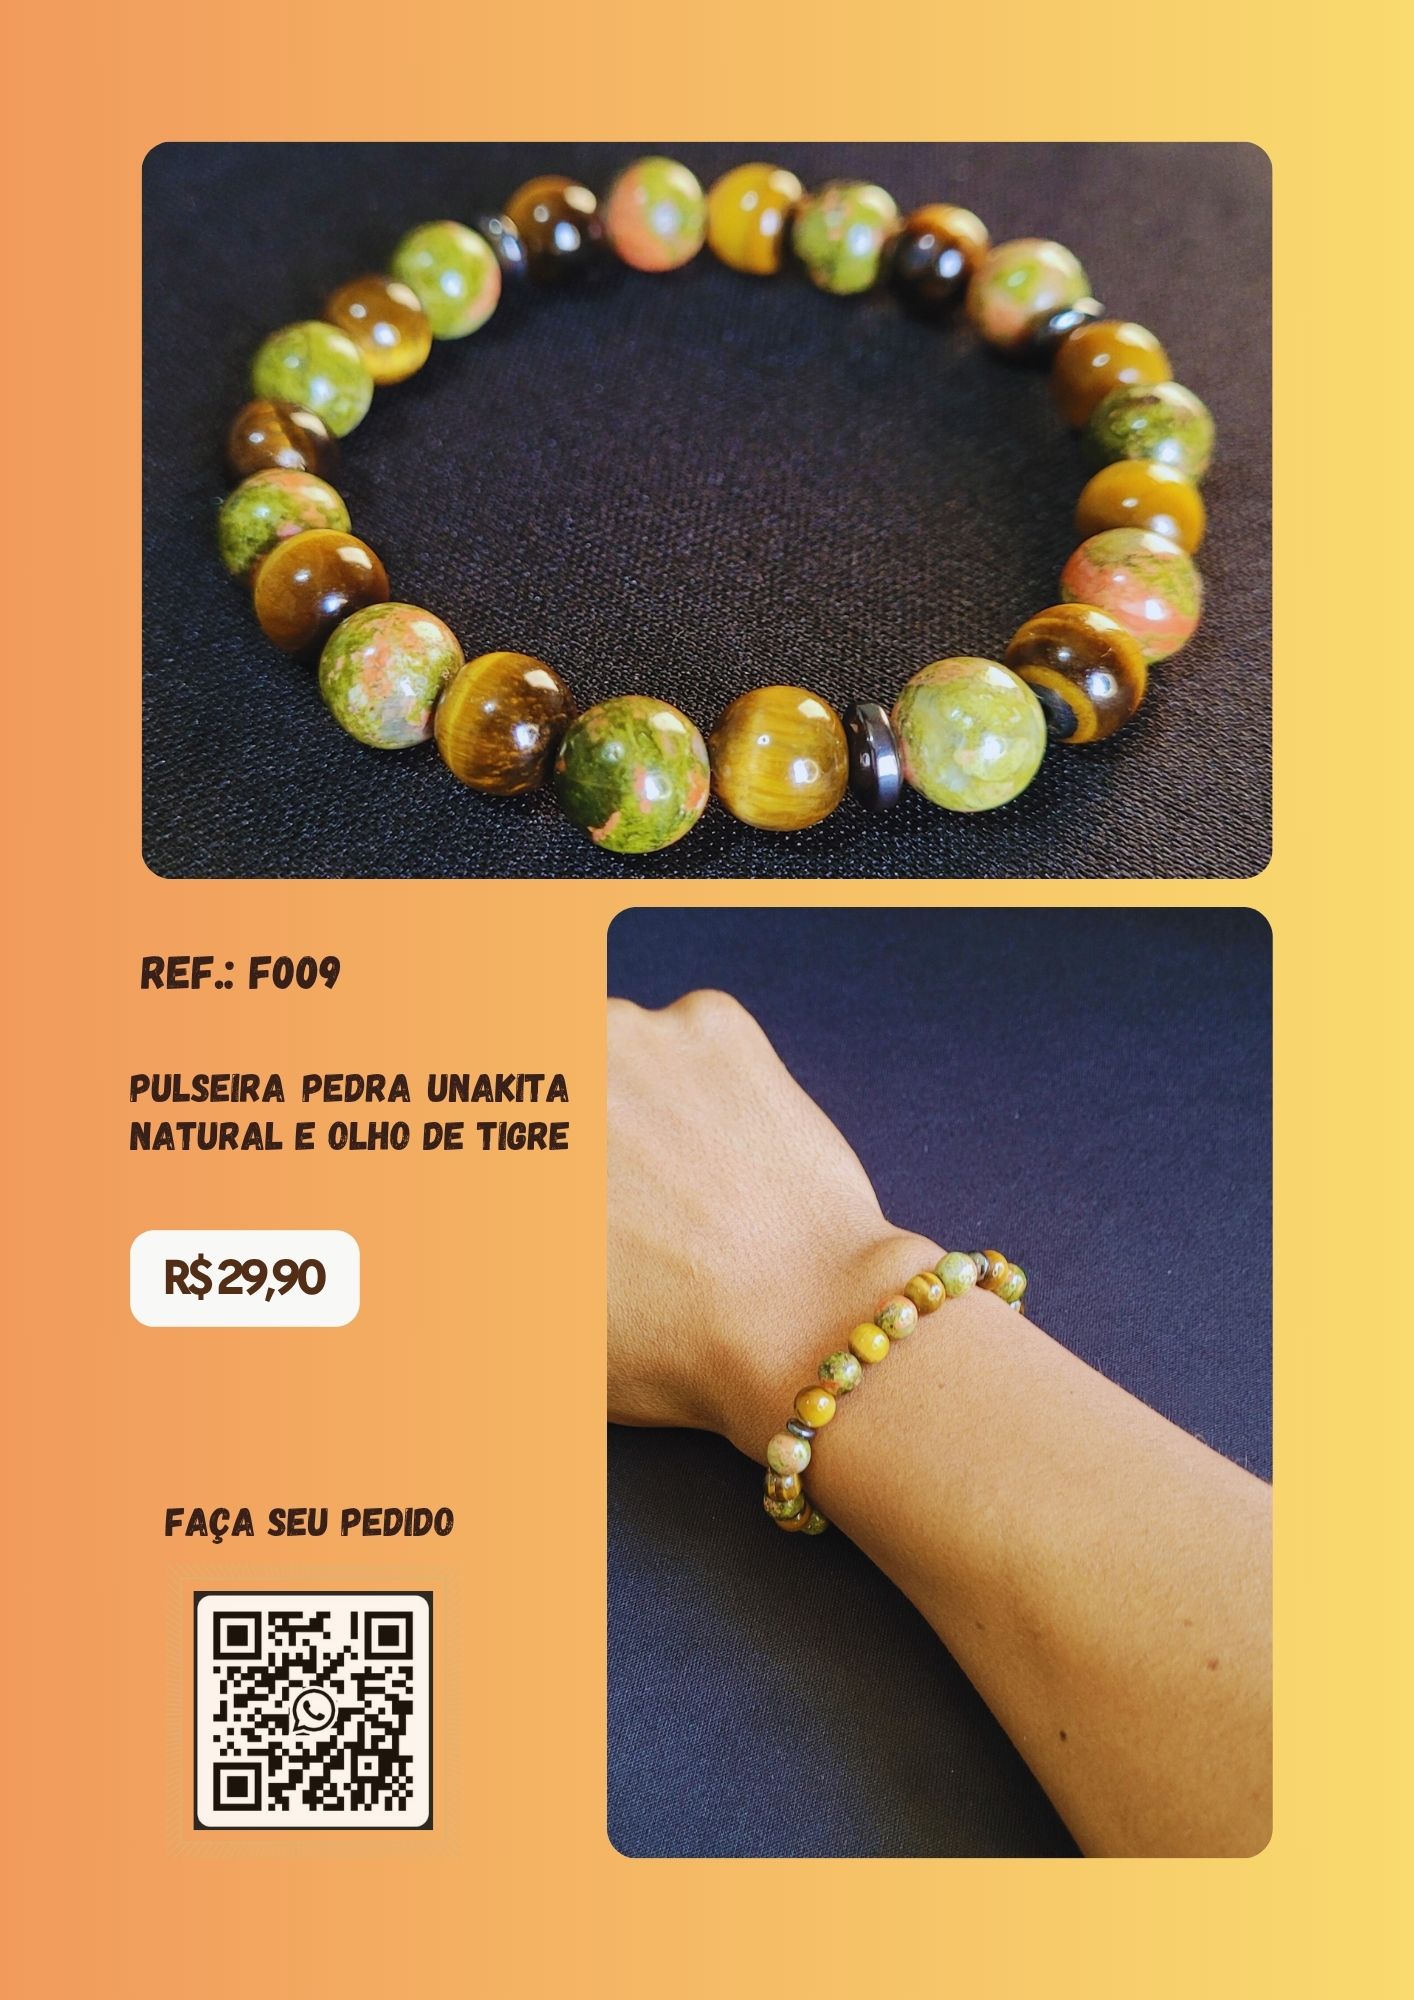 REF.: F009
PULSEIRA PEDRA UNAKITA
NATURAL E OLHO DE TIGRE
R$29,90
FAÇA SEU PEDIDO